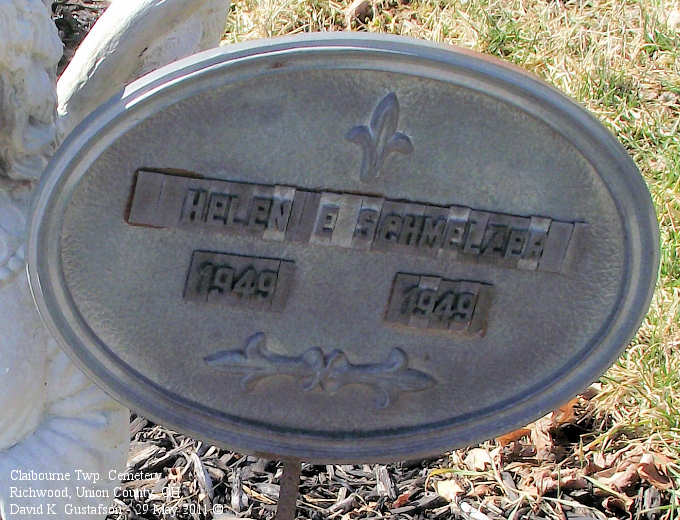 HELEN E SCHMELZER
1949 1949
Claibourne Twp. Cemetery
Richwood, Union County, OH
David K. Gustafson - 29 May 2011 ©